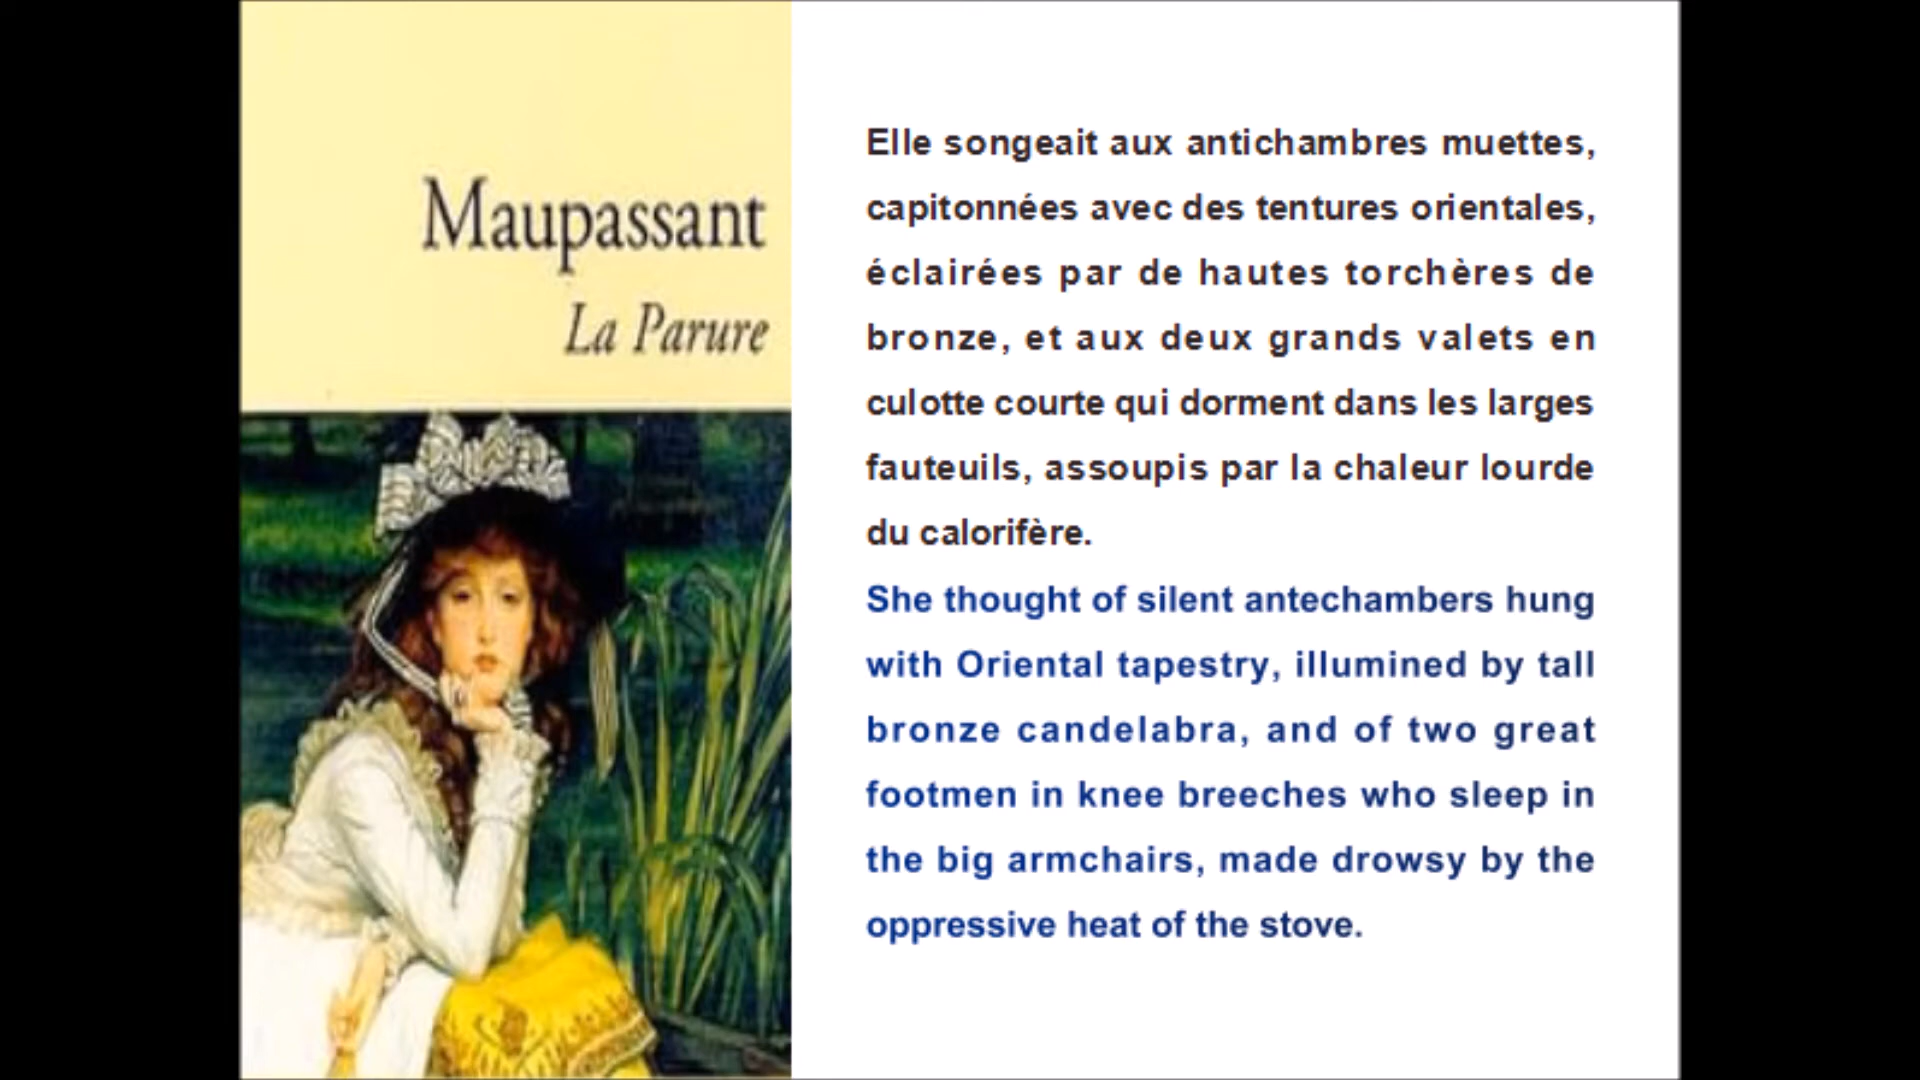 Maupassant
La Parure
Elle songeait aux antichambres muettes,
capitonnées avec des tentures orientales,
éclairées par de hautes torchères de
bronze, et aux deux grands valets en
culotte courte qui dorment dans les larges
fauteuils, assoupis par la chaleur lourde
du calorifère.
She thought of silent antechambers hung
with Oriental tapestry, illumined by tall
bronze candelabra, and of two great
footmen in knee breeches who sleep in
the big armchairs, made drowsy by the
oppressive heat of the stove.